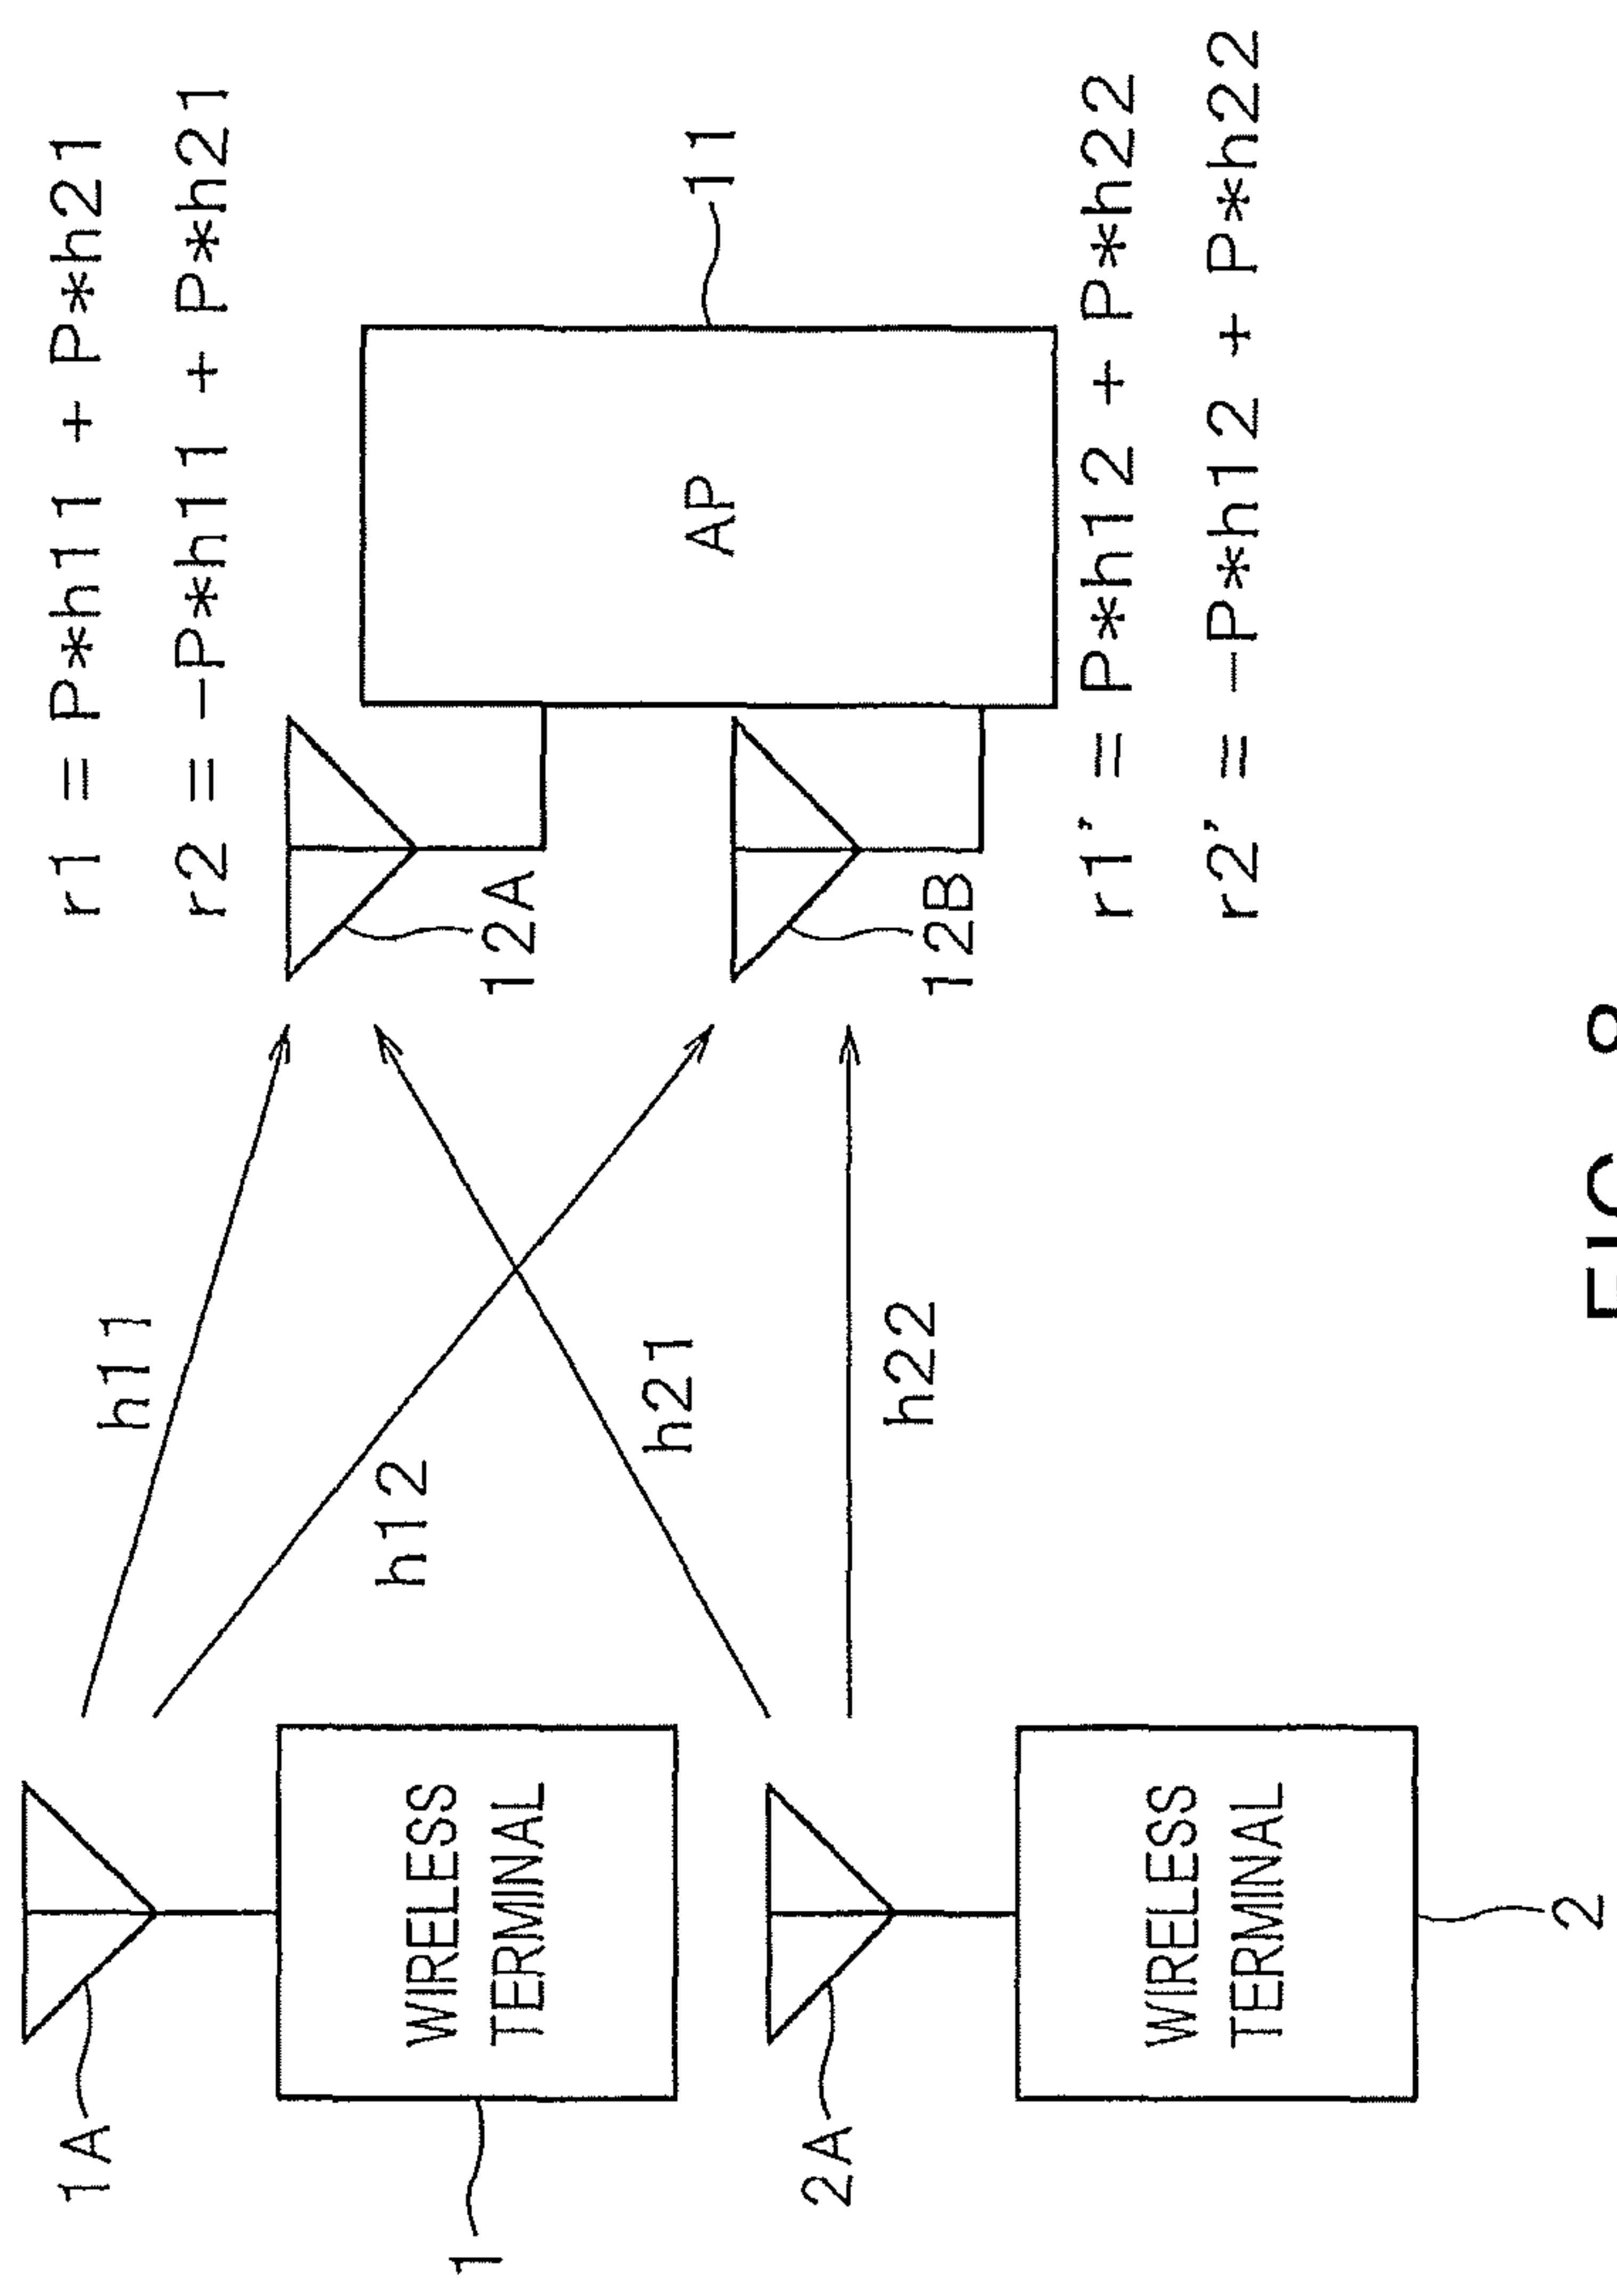 r1 = P*h11 + P*h21
r2 = -P*h11 + P*h21
1A
h11
12A
h12
1
WIRELESS
TERMINAL
AP
11
h21
12B
2A
h22
r1' = P*h12 + P*h22
r2' = -P*h12 + P*h22
WIRELESS
TERMINAL
2